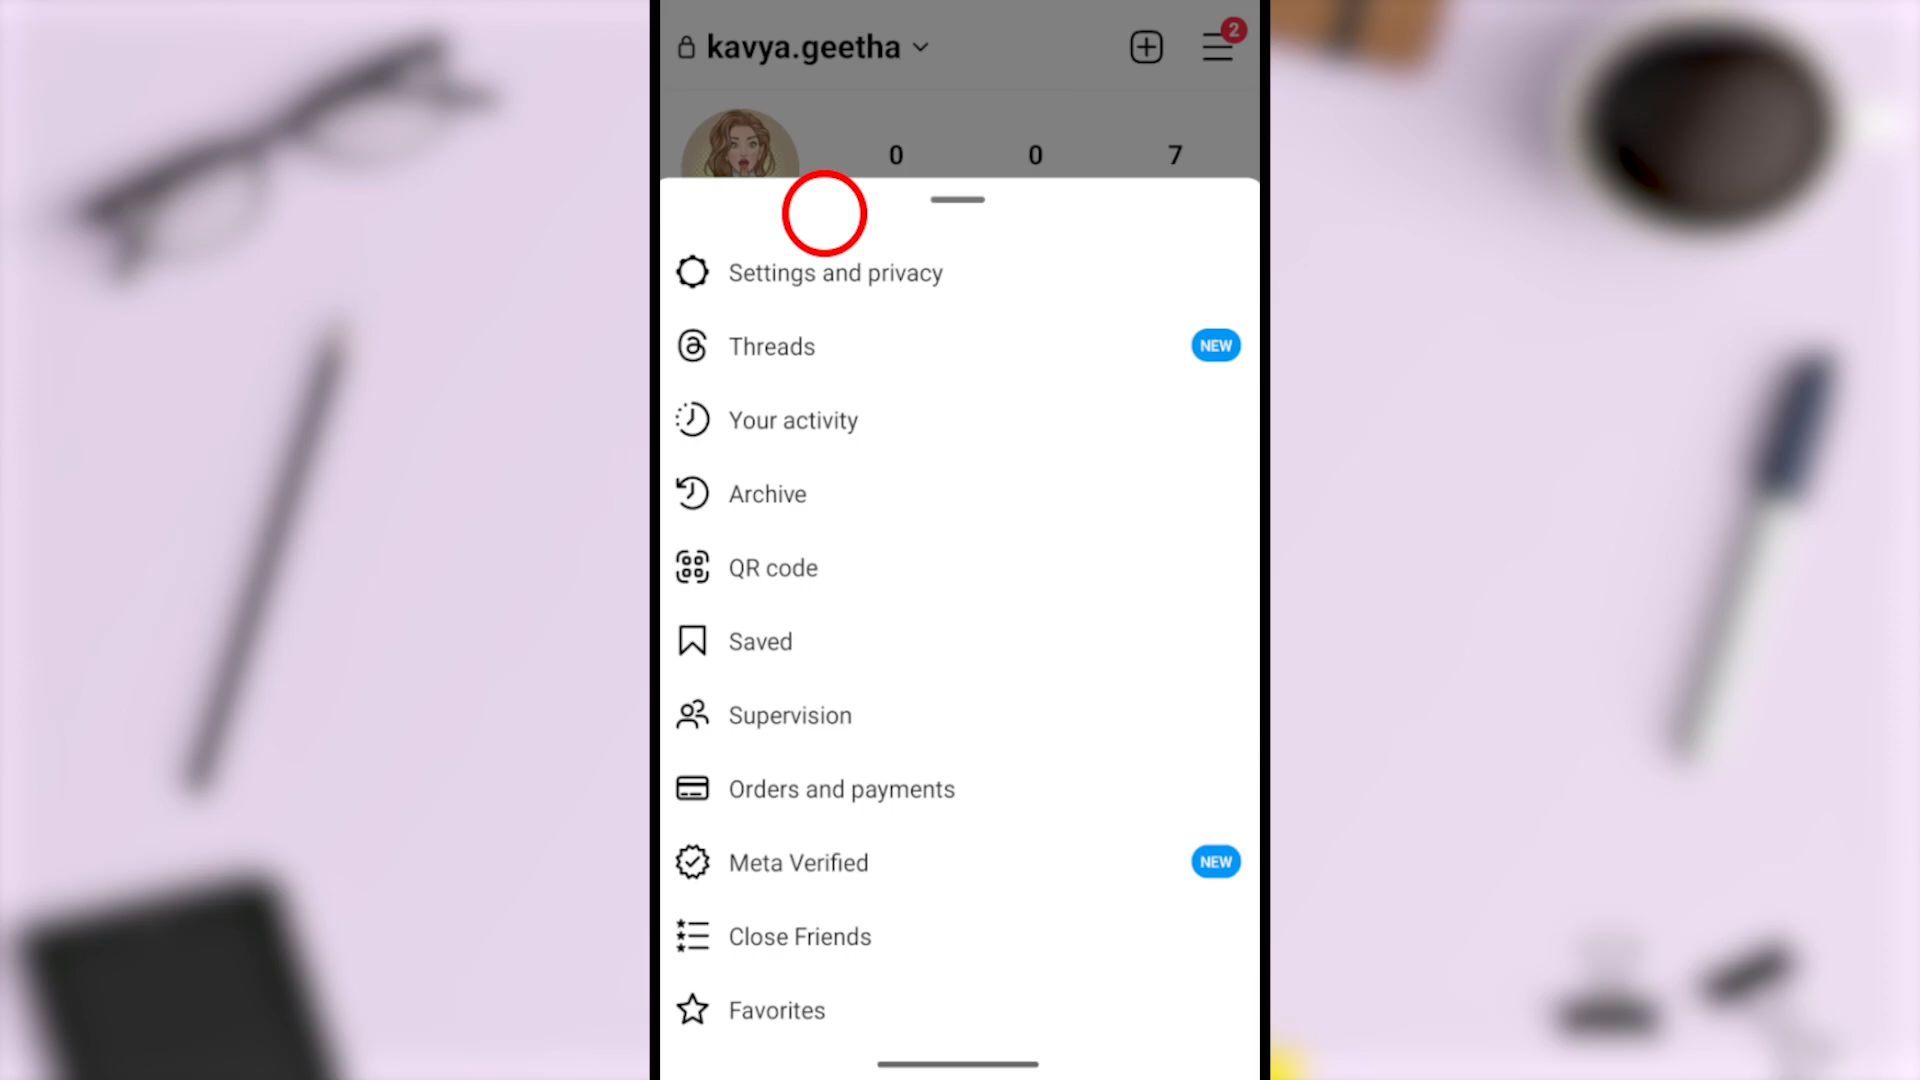 kavya.geetha
2
0 0 7
Settings and privacy
Threads NEW
Your activity
Archive
QR code
Saved
Supervision
Orders and payments
Meta Verified NEW
Close Friends
Favorites